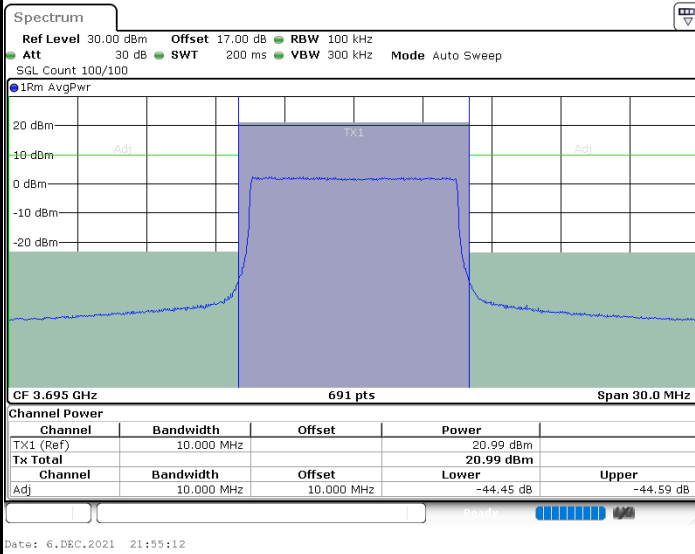 Spectrum
Ref Level 30.00 dBm Offset 17.00 dB RBW 100 kHz
Att 30 dB SWT 200 ms VBW 300 kHz Mode Auto Sweep
SGL Count 100/100
1Rm AvgPwr
20 dBm
TX1
Adj Adj
10 dBm
0 dBm
-10 dBm
-20 dBm
CF 3.695 GHz 691 pts Span 30.0 MHz
Channel Power
Channel Bandwidth Offset Power
TX1 (Ref) 10.000 MHz 20.99 dBm
Tx Total 20.99 dBm
Channel Bandwidth Offset Lower Upper
Adj 10.000 MHz 10.000 MHz -44.45 dB -44.59 dB
Ready
Date: 6.DEC.2021 21:55:12